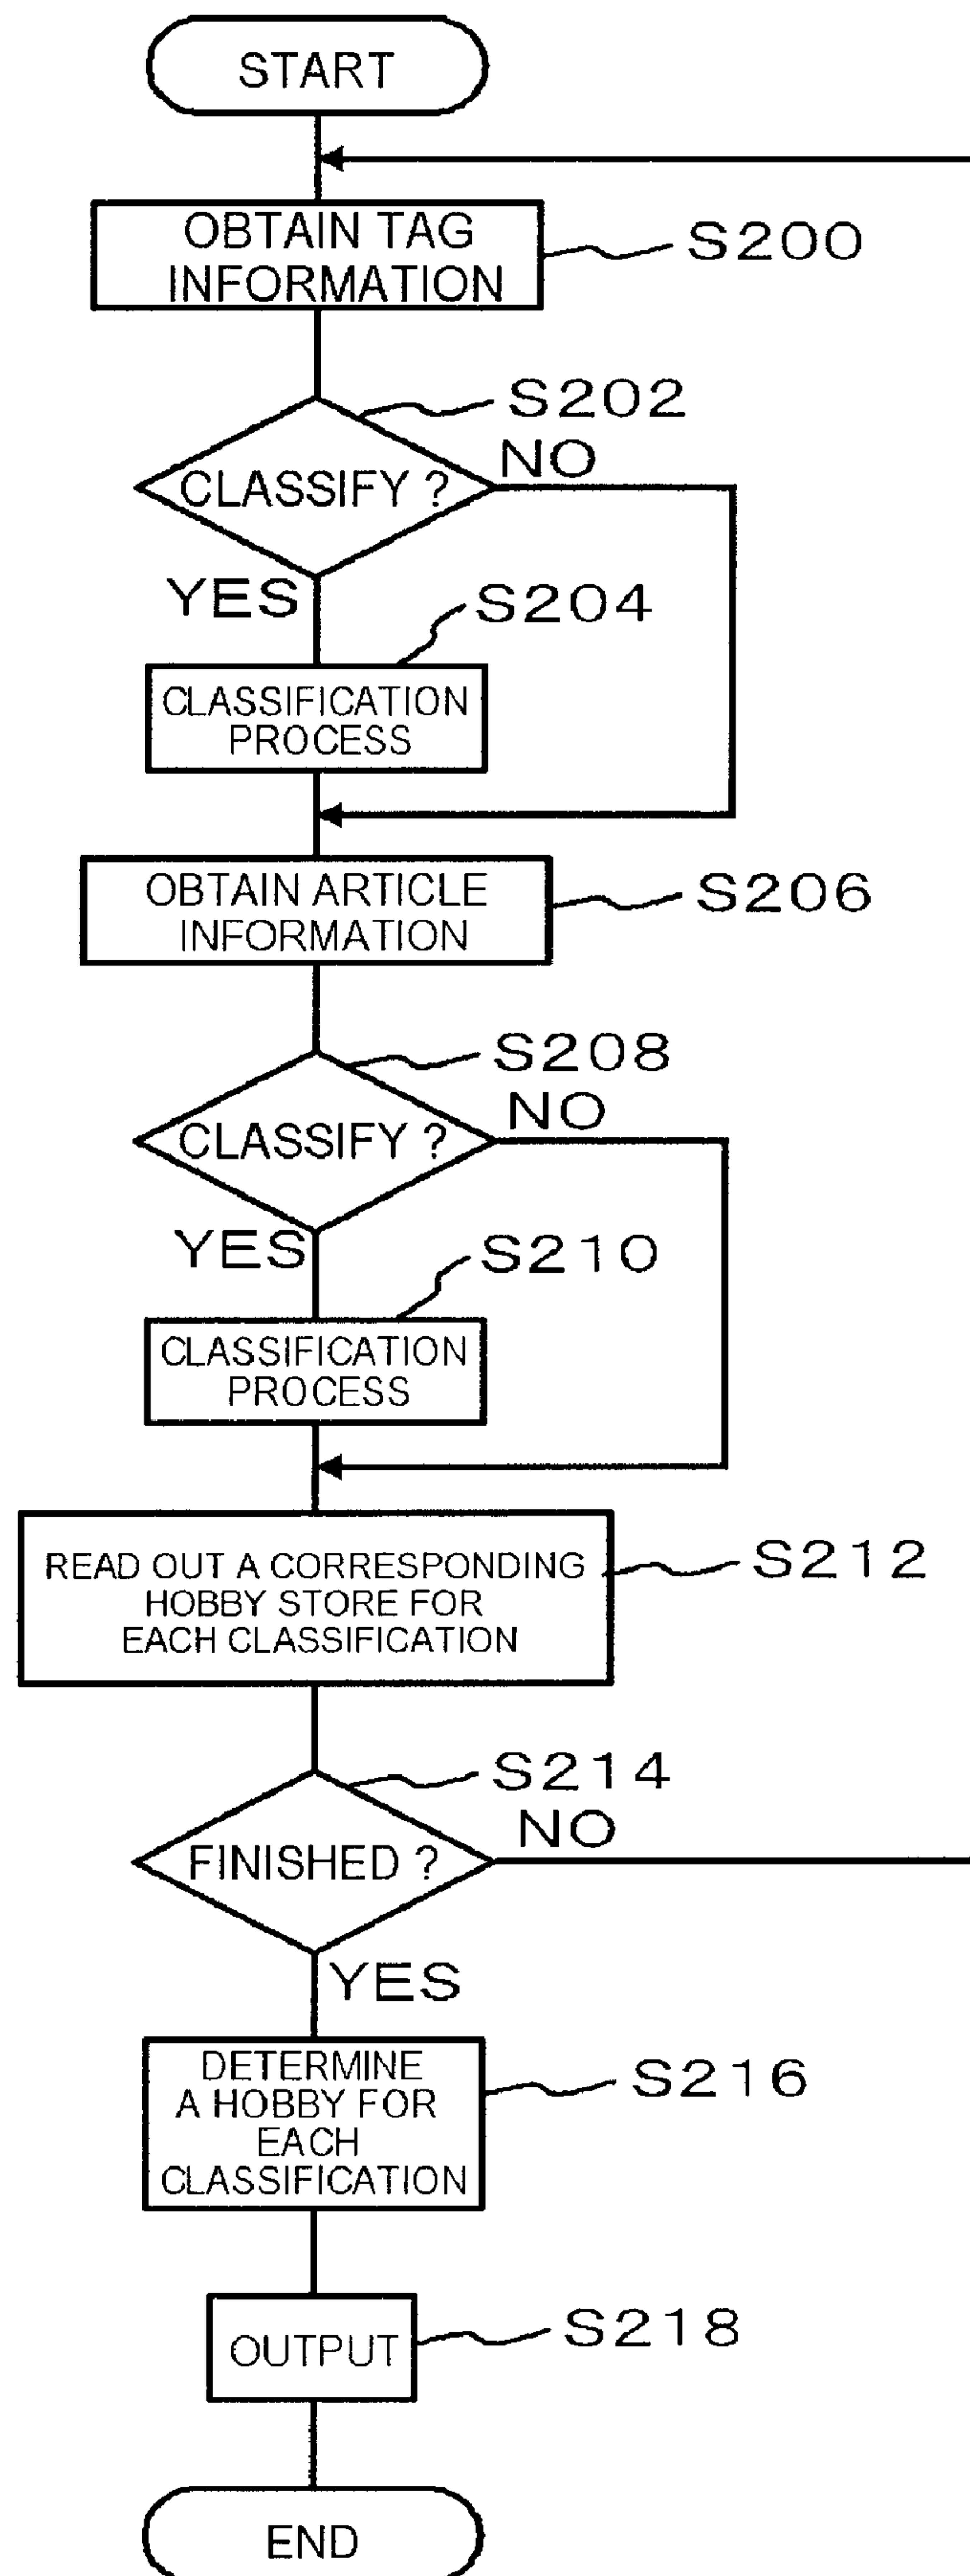 START
OBTAIN TAG
INFORMATION
S200
S202
CLASSIFY ?
NO
YES
S204
CLASSIFICATION
PROCESS
OBTAIN ARTICLE
INFORMATION
S206
S208
CLASSIFY ?
NO
YES
S210
CLASSIFICATION
PROCESS
READ OUT A CORRESPONDING
HOBBY STORE FOR
EACH CLASSIFICATION
S212
S214
FINISHED ?
NO
YES
DETERMINE
A HOBBY FOR
EACH
CLASSIFICATION
S216
OUTPUT
S218
END